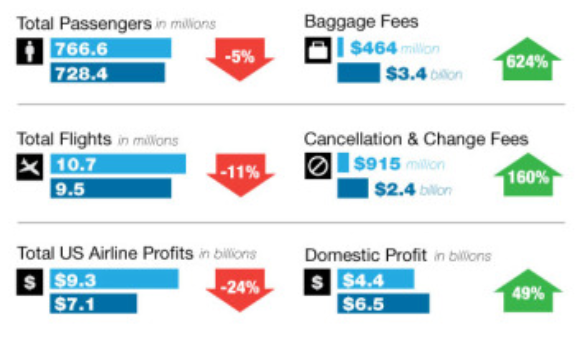 Total Passengers in millions
766.6
728.4
-5%
Baggage Fees
$464 million
$3.4 billion
624%
Total Flights in millions
10.7
9.5
-11%
Cancellation & Change Fees
$915 million
$2.4 billion
160%
Total US Airline Profits in billions
$ $9.3
$7.1
-24%
Domestic Profit in billions
$ $4.4
$6.5
49%